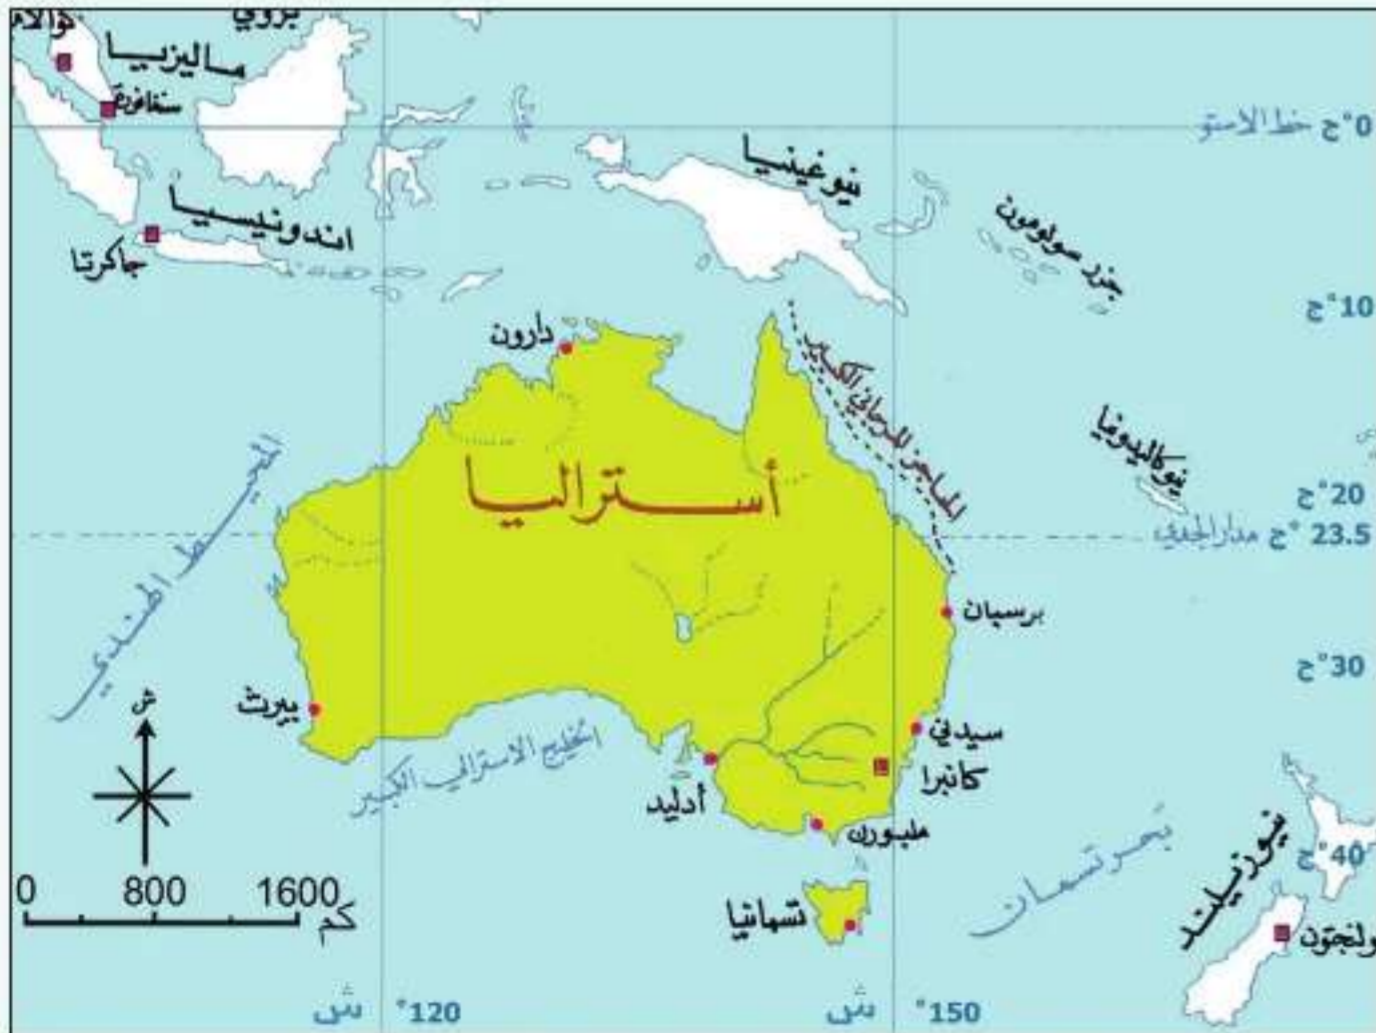 بروي
ماليزيا
سنغافورة
خط الاستو
0°ج
نيوغينيا
اندونيسيا
جاكرتا
جزر سولومون
10°ج
دارون
الحاجز المرجاني الكبير
نيوكاليدونيا
أستراليا
20°ج
مدار الجدي
23.5 °ج
المحيط الهندي
برسبان
30°ج
بيرث
ش
الخليج الاسترالي الكبير
سيدني
كانبرا
أدليد
ملبورن
بحر تسمان
نيوزيلند
40°ج
0 800 1600
كم
تسمانيا
ولنجتون
120° ش
150° ش